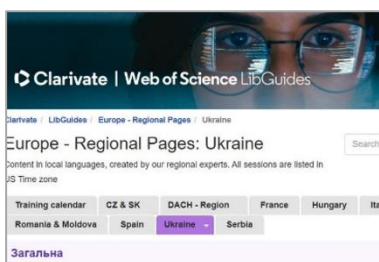 Clarivate | Web of Science LibGuides
Clarivate / LibGuides / Europe - Regional Pages / Ukraine
Europe - Regional Pages: Ukraine
Search
Content in local languages, created by our regional experts. All sessions are listed in
US Time zone
Training calendar CZ & SK DACH - Region France Hungary Ita
Romania & Moldova Spain Ukraine Serbia
Загальна